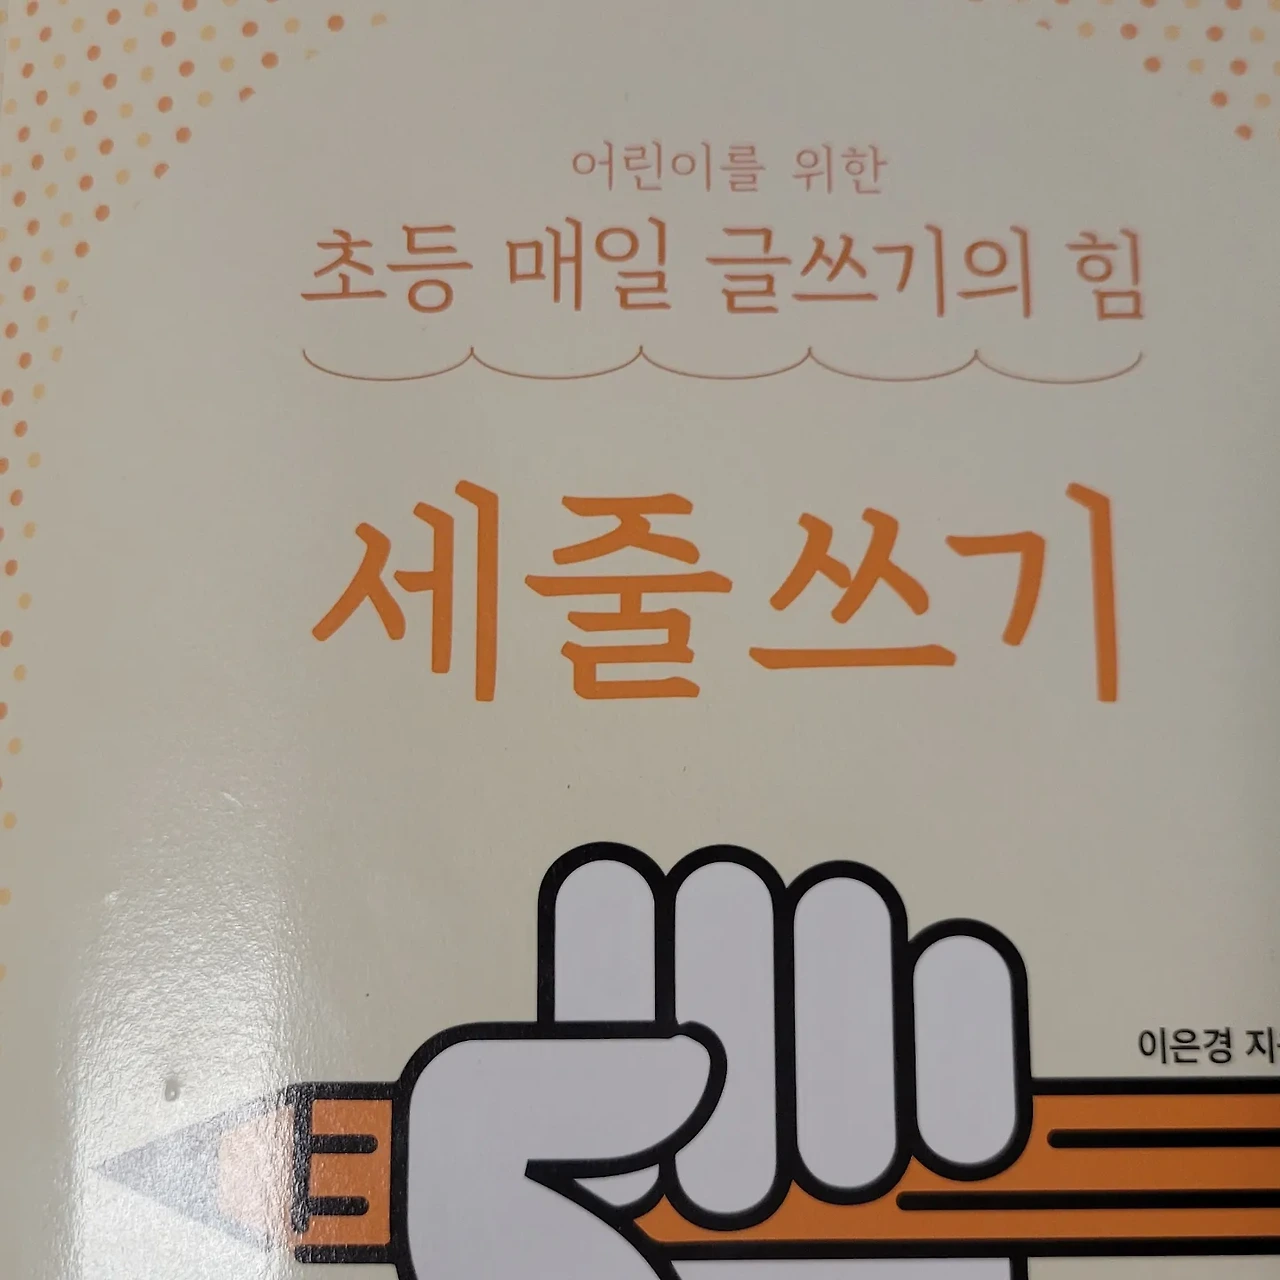 어린이를 위한
초등 매일 글쓰기의 힘
세줄쓰기
이은경